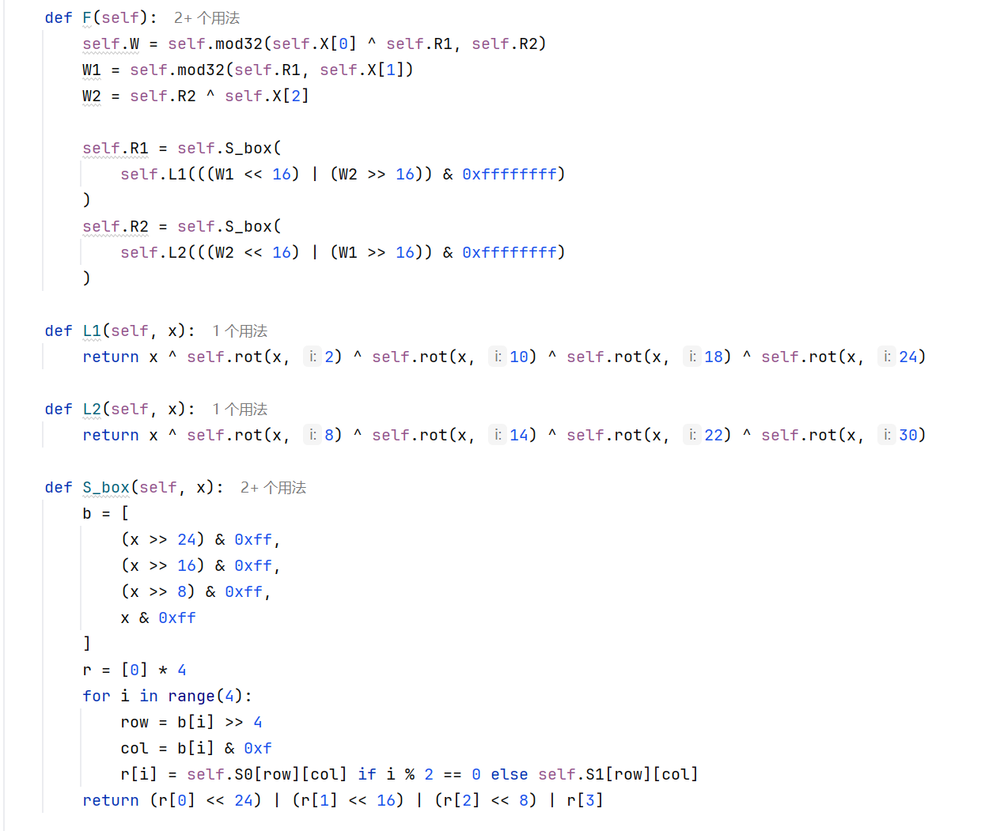 def F(self):  2+ 个用法
    self.W = self.mod32(self.X[0] ^ self.R1, self.R2)
    W1 = self.mod32(self.R1, self.X[1])
    W2 = self.R2 ^ self.X[2]

    self.R1 = self.S_box(
        self.L1(((W1 << 16) | (W2 >> 16)) & 0xffffffff)
    )
    self.R2 = self.S_box(
        self.L2(((W2 << 16) | (W1 >> 16)) & 0xffffffff)
    )

def L1(self, x):  1 个用法
    return x ^ self.rot(x, i: 2) ^ self.rot(x, i: 10) ^ self.rot(x, i: 18) ^ self.rot(x, i: 24)

def L2(self, x):  1 个用法
    return x ^ self.rot(x, i: 8) ^ self.rot(x, i: 14) ^ self.rot(x, i: 22) ^ self.rot(x, i: 30)

def S_box(self, x):  2+ 个用法
    b = [
        (x >> 24) & 0xff,
        (x >> 16) & 0xff,
        (x >> 8) & 0xff,
        x & 0xff
    ]
    r = [0] * 4
    for i in range(4):
        row = b[i] >> 4
        col = b[i] & 0xf
        r[i] = self.S0[row][col] if i % 2 == 0 else self.S1[row][col]
    return (r[0] << 24) | (r[1] << 16) | (r[2] << 8) | r[3]